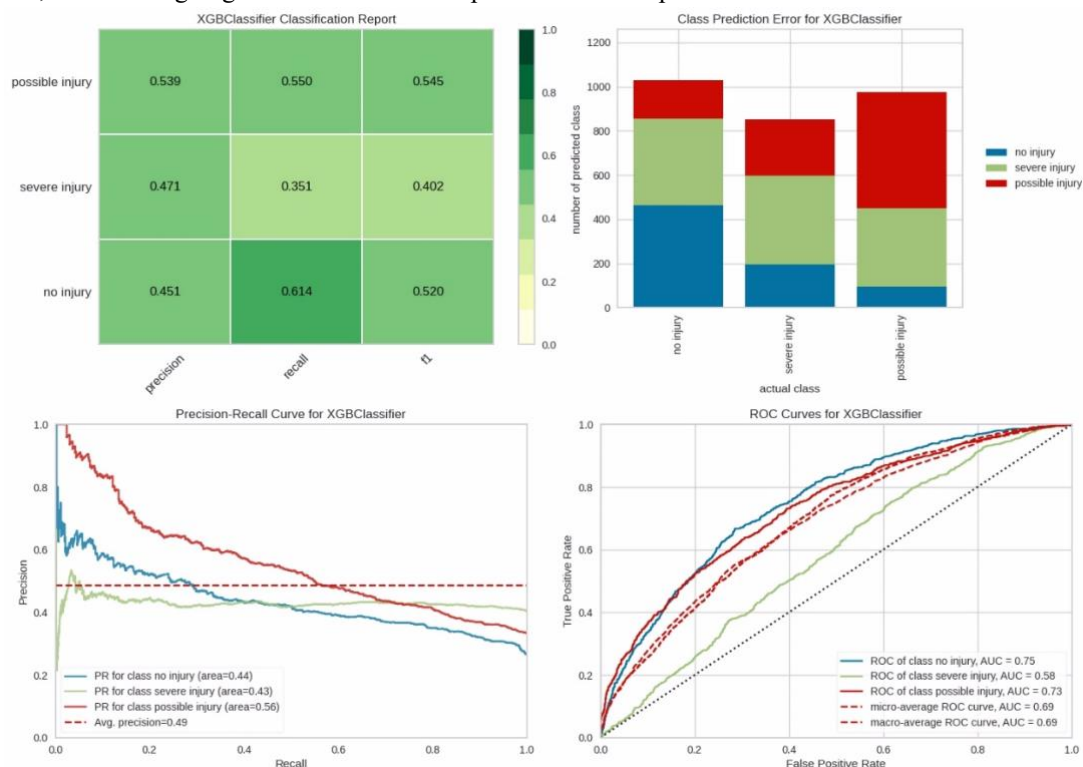 XGBClassifier Classification Report
possible injury
severe injury
no injury
0.539 0.550 0.545
0.471 0.351 0.402
0.451 0.614 0.520
precision
recall
f1
1.0
0.8
0.6
0.4
0.2
0.0
Class Prediction Error for XGBClassifier
number of predicted class
1200
1000
800
600
400
200
0
no injury
severe injury
possible injury
actual class
no injury
severe injury
possible injury
Precision-Recall Curve for XGBClassifier
Precision
1.0
0.8
0.6
0.4
0.2
0.0
PR for class no injury (area=0.44)
PR for class severe injury (area=0.43)
PR for class possible injury (area=0.56)
Avg. precision=0.49
0.0 0.2 0.4 0.6 0.8 1.0
Recall
ROC Curves for XGBClassifier
True Positive Rate
1.0
0.8
0.6
0.4
0.2
0.0
ROC of class no injury, AUC = 0.75
ROC of class severe injury, AUC = 0.58
ROC of class possible injury, AUC = 0.73
micro-average ROC curve, AUC = 0.69
macro-average ROC curve, AUC = 0.69
0.0 0.2 0.4 0.6 0.8 1.0
False Positive Rate